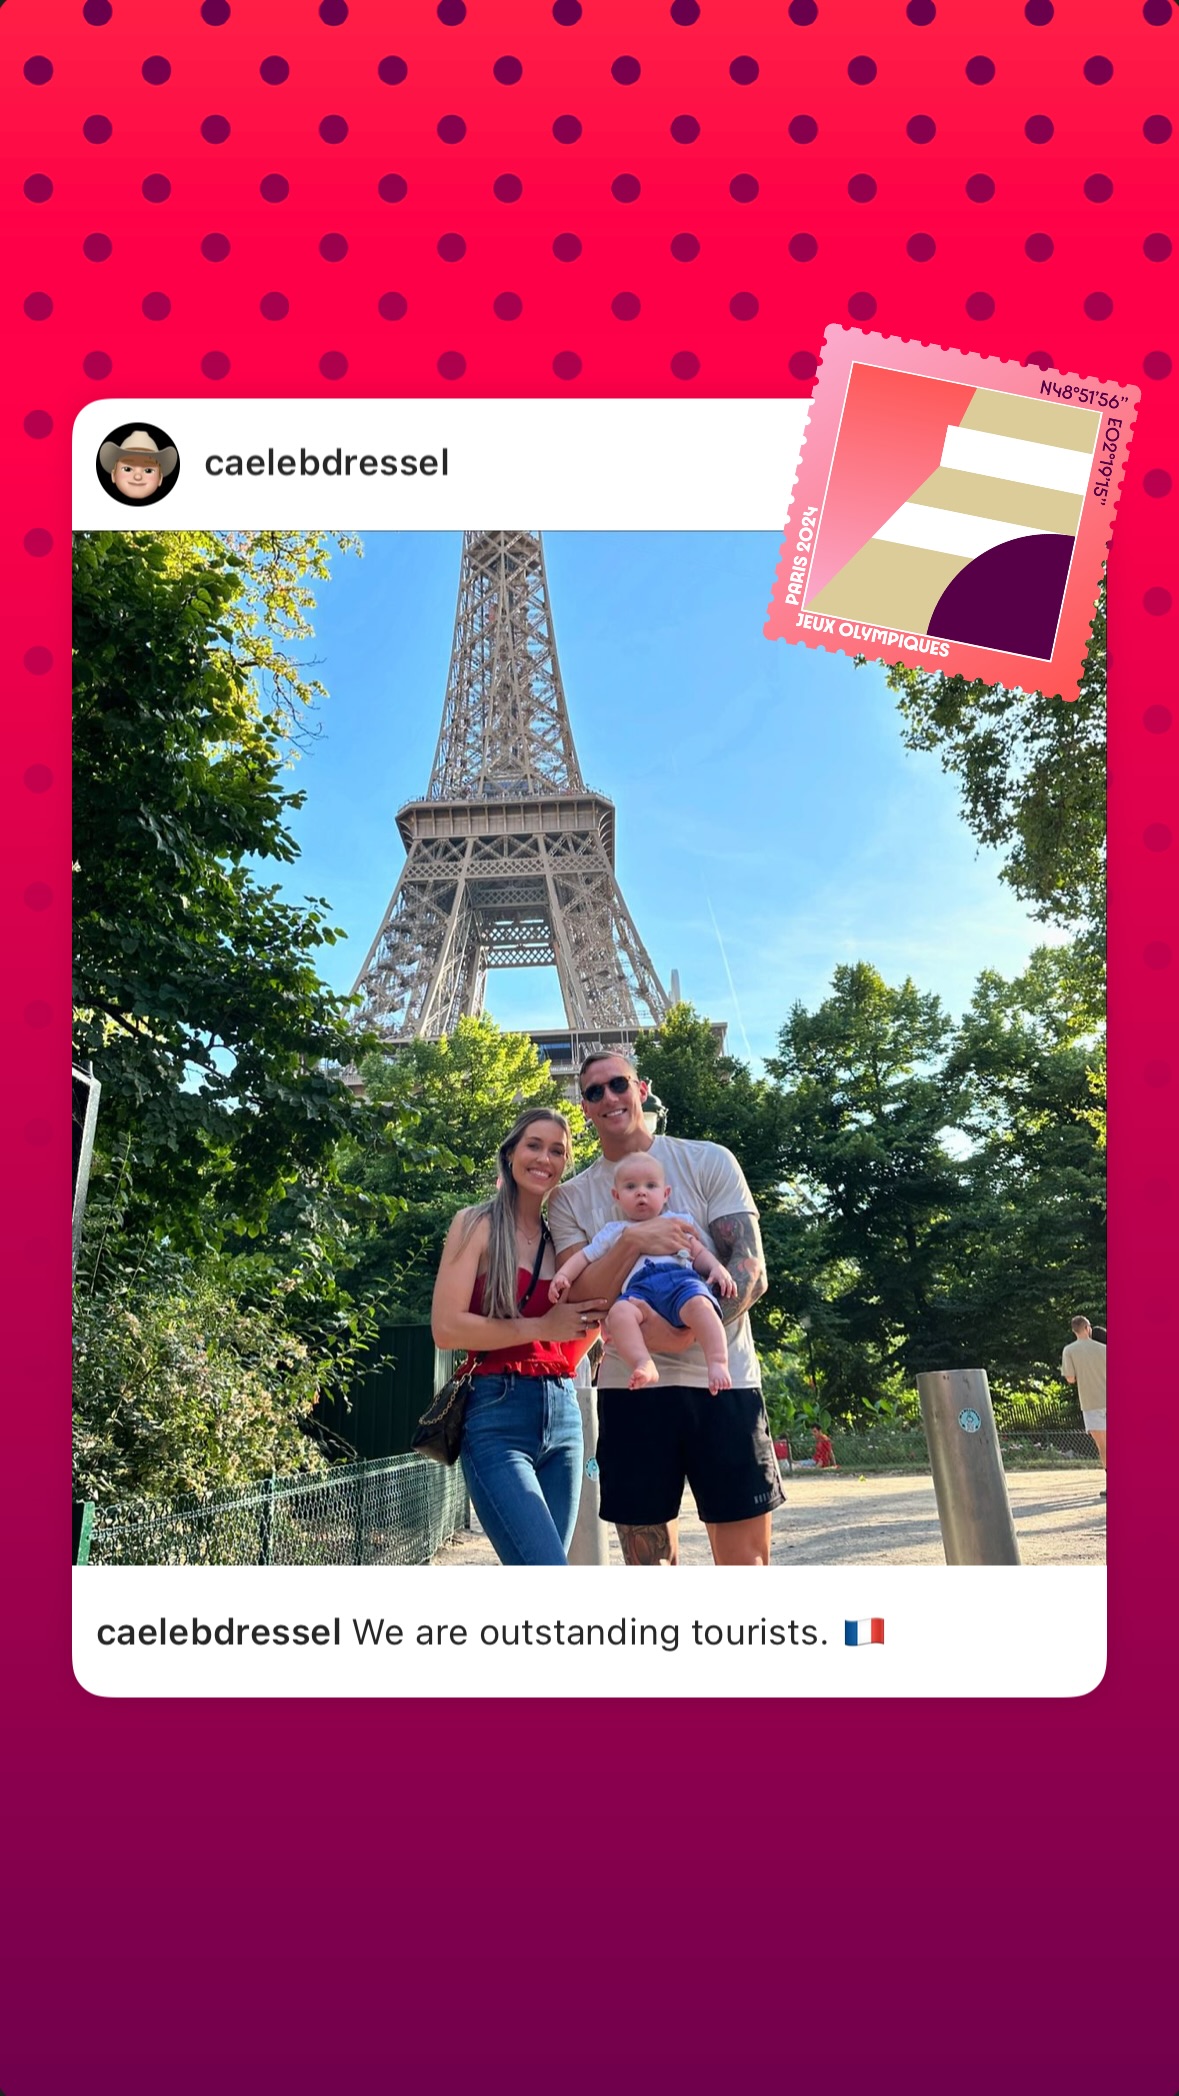 caelebdressel
N48°51'56"
E02°19'15"
PARIS 2024
JEUX OLYMPIQUES
caelebdressel We are outstanding tourists. 🇫🇷